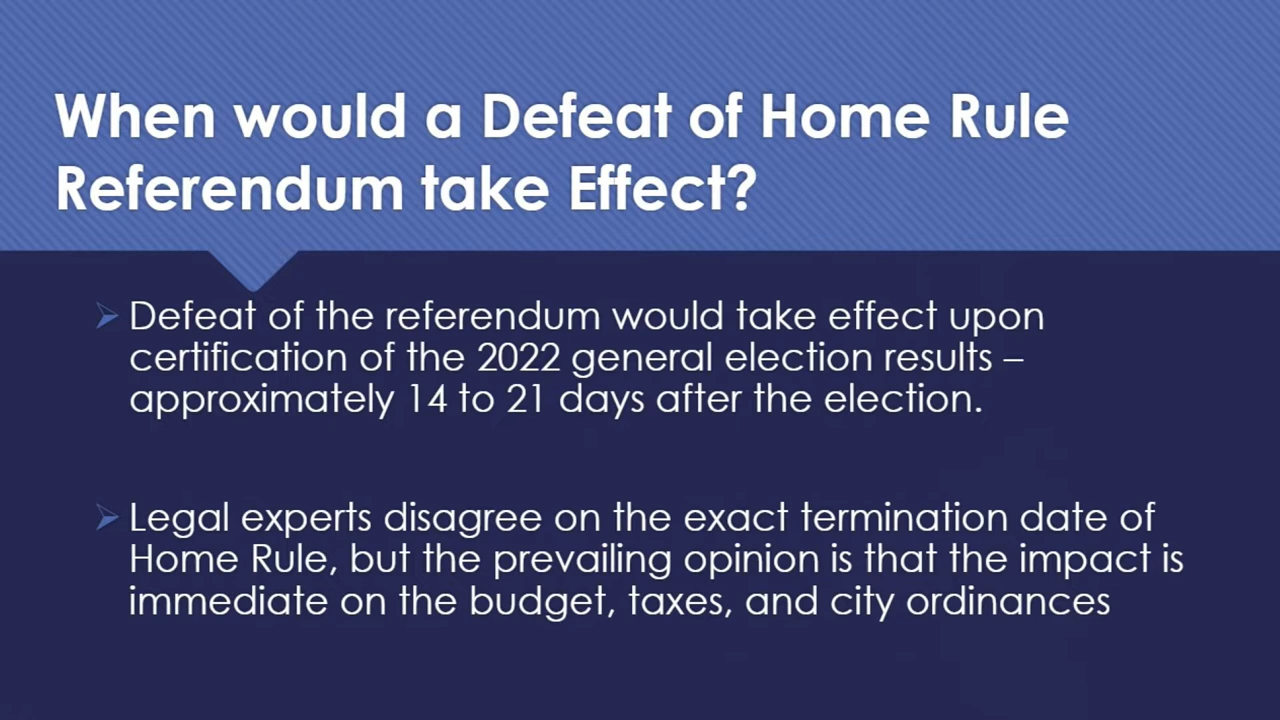 When would a Defeat of Home Rule
Referendum take Effect?
Defeat of the referendum would take effect upon
certification of the 2022 general election results –
approximately 14 to 21 days after the election.
Legal experts disagree on the exact termination date of
Home Rule, but the prevailing opinion is that the impact is
immediate on the budget, taxes, and city ordinances